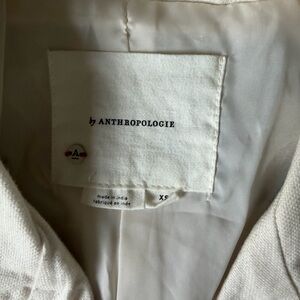 by ANTHROPOLOGIE
A
made in india
fabriqué en inde
XS